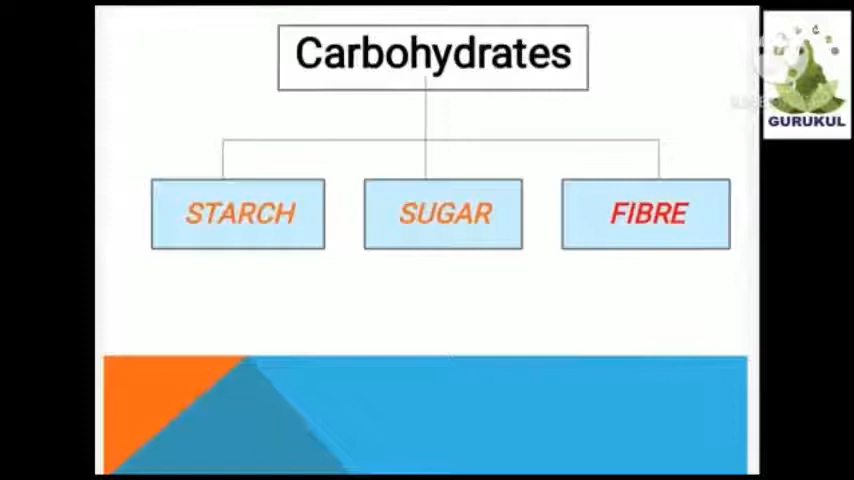 Carbohydrates
STARCH
SUGAR
FIBRE
GURUKUL